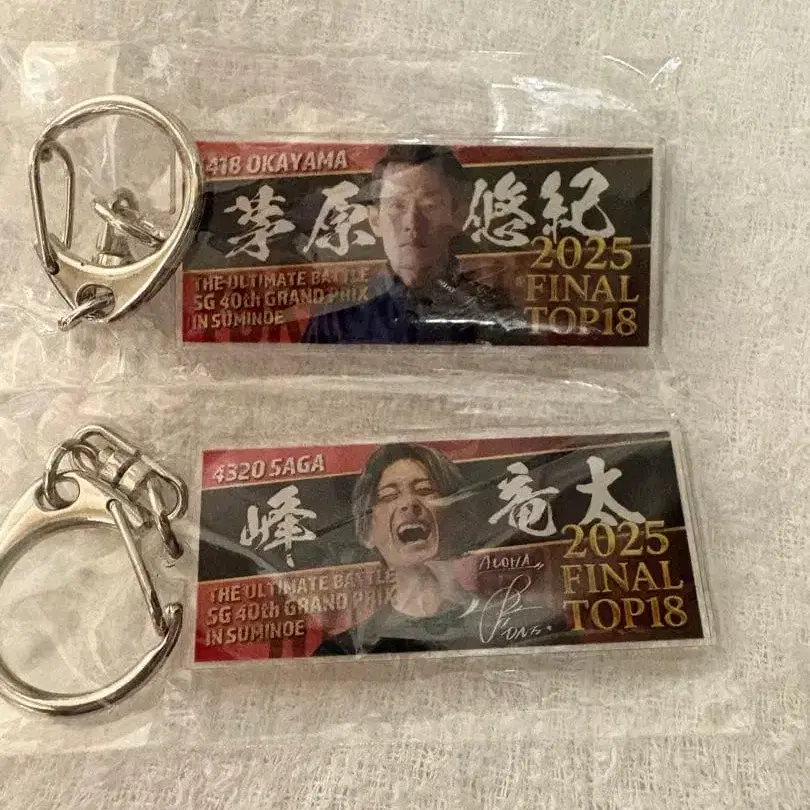 418 OKAYAMA
茅原 悠紀
THE ULTIMATE BATTLE
SG 40th GRAND PRIX
IN SUMINOE
2025
FINAL
TOP18
4320 SAGA
峰 竜太
THE ULTIMATE BATTLE
SG 40th GRAND PRIX
IN SUMINOE
ALOHA
2025
FINAL
TOP18